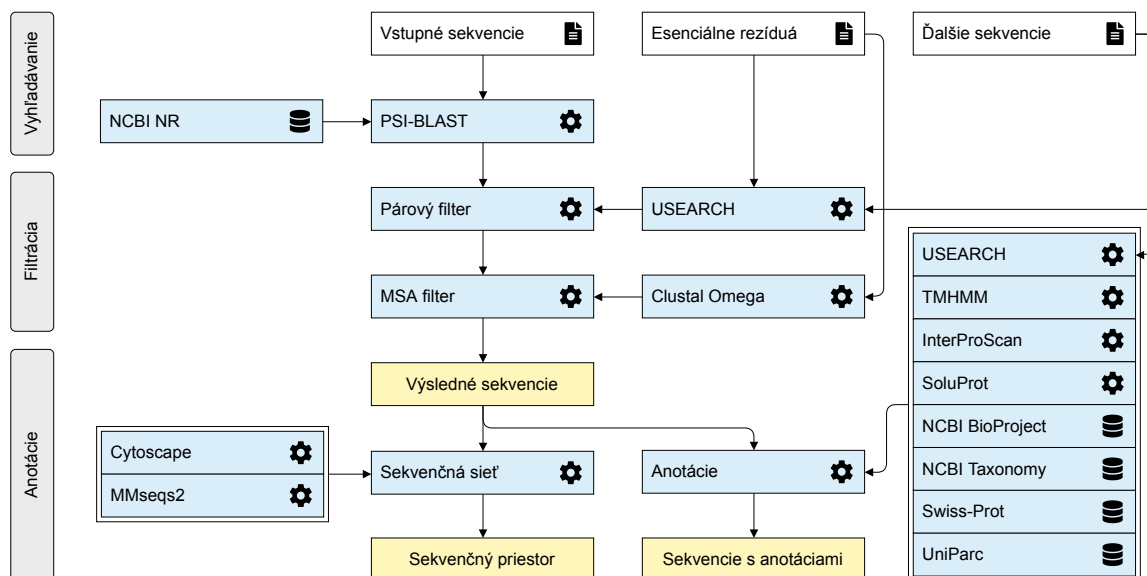 Vyhľadávanie
Vstupné sekvencie
Esenciálne rezíduá
Ďalšie sekvencie
NCBI NR
PSI-BLAST
Filtrácia
Párový filter
USEARCH
MSA filter
Clustal Omega
USEARCH
TMHMM
InterProScan
SoluProt
NCBI BioProject
NCBI Taxonomy
Swiss-Prot
UniParc
Anotácie
Výsledné sekvencie
Cytoscape
MMseqs2
Sekvenčná sieť
Anotácie
Sekvenčný priestor
Sekvencie s anotáciami